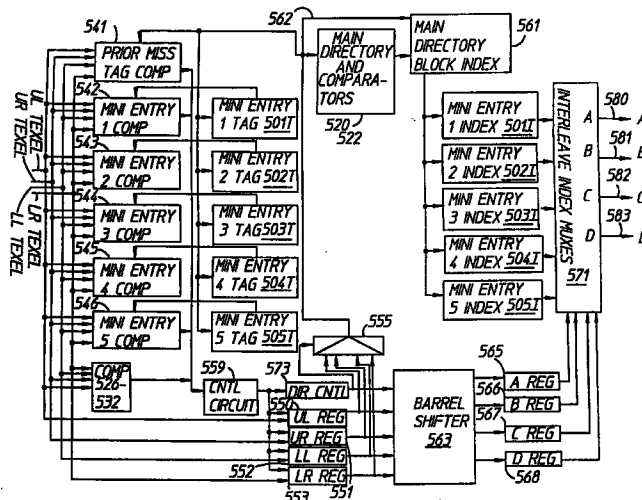 541
562
561
PRIOR MISS
TAG COMP
MAIN
DIRECTORY
AND
COMPARA-
TORS
520
522
MAIN
DIRECTORY
BLOCK INDEX
542
MINI ENTRY
1 COMP
MINI ENTRY
1 TAG 501T
MINI ENTRY
1 INDEX 501I
543
MINI ENTRY
2 COMP
MINI ENTRY
2 TAG 502T
MINI ENTRY
2 INDEX 502I
544
MINI ENTRY
3 COMP
MINI ENTRY
3 TAG 503T
MINI ENTRY
3 INDEX 503I
545
MINI ENTRY
4 COMP
MINI ENTRY
4 TAG 504T
MINI ENTRY
4 INDEX 504I
546
MINI ENTRY
5 COMP
MINI ENTRY
5 TAG 505T
MINI ENTRY
5 INDEX 505I
UL TEXEL
UR TEXEL
LR TEXEL
LL TEXEL
INTERLEAVE INDEX MUXES
571
A
B
C
D
580
A
581
582
583
555
COMP
526-
532
559
CNTL
CIRCUIT
573
DIR CNTL
550
UL REG
UR REG
551
552
LL REG
LR REG
553
BARREL
SHIFTER
563
565
A REG
566
B REG
567
C REG
D REG
568